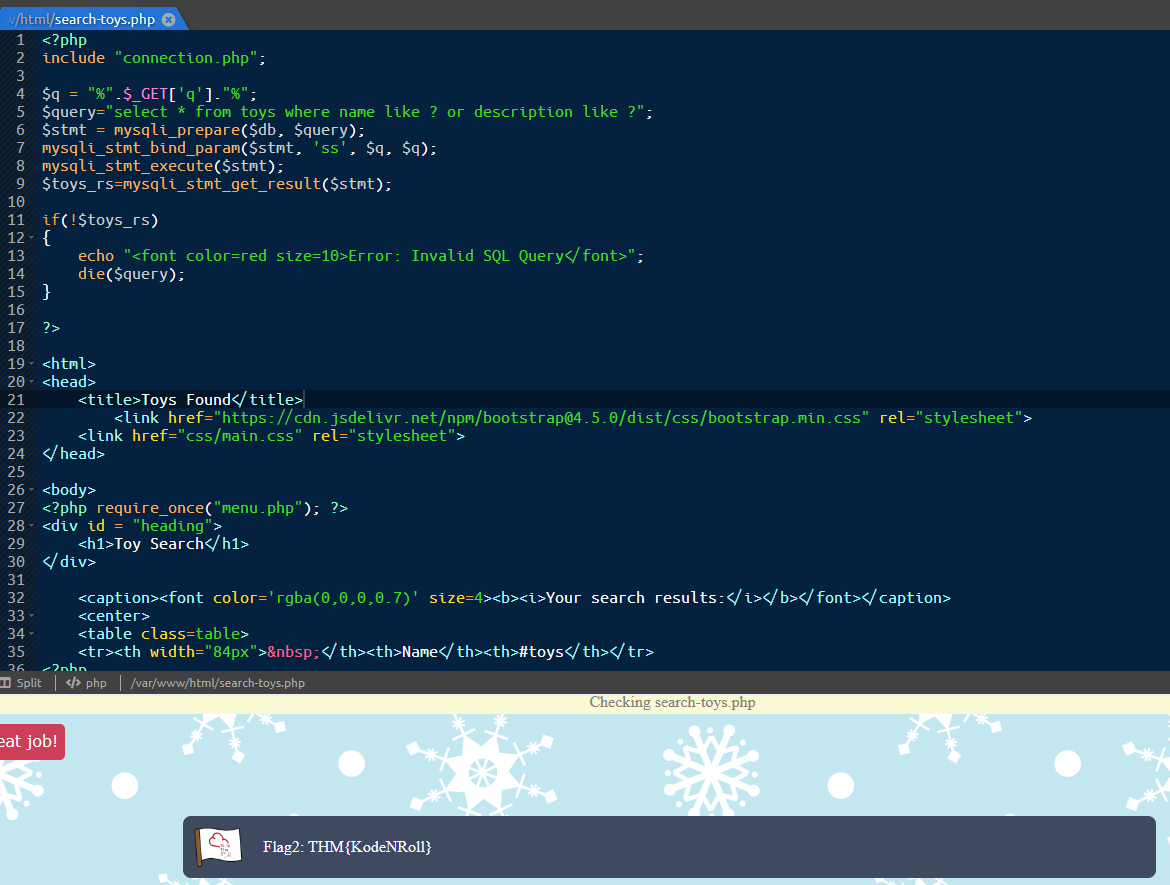 w/html/search-toys.php
1 <?php
2 include "connection.php";
3
4 $q = "%".$_GET['q']."%";
5 $query="select * from toys where name like ? or description like ?";
6 $stmt = mysqli_prepare($db, $query);
7 mysqli_stmt_bind_param($stmt, 'ss', $q, $q);
8 mysqli_stmt_execute($stmt);
9 $toys_rs=mysqli_stmt_get_result($stmt);
10
11 if(!$toys_rs)
12 {
13     echo "<font color=red size=10>Error: Invalid SQL Query</font>";
14     die($query);
15 }
16
17 ?>
18
19 <html>
20 <head>
21     <title>Toys Found</title>
22         <link href="https://cdn.jsdelivr.net/npm/bootstrap@4.5.0/dist/css/bootstrap.min.css" rel="stylesheet">
23     <link href="css/main.css" rel="stylesheet">
24 </head>
25
26 <body>
27 <?php require_once("menu.php"); ?>
28 <div id = "heading">
29     <h1>Toy Search</h1>
30 </div>
31
32     <caption><font color='rgba(0,0,0,0.7)' size=4><b><i>Your search results:</i></b></font></caption>
33     <center>
34     <table class=table>
35     <tr><th width="84px">&nbsp;</th><th>Name</th><th>#toys</th></tr>
36 <?php
Split </> php /var/www/html/search-toys.php
Checking search-toys.php
eat job!
Flag2: THM{KodeNRoll}